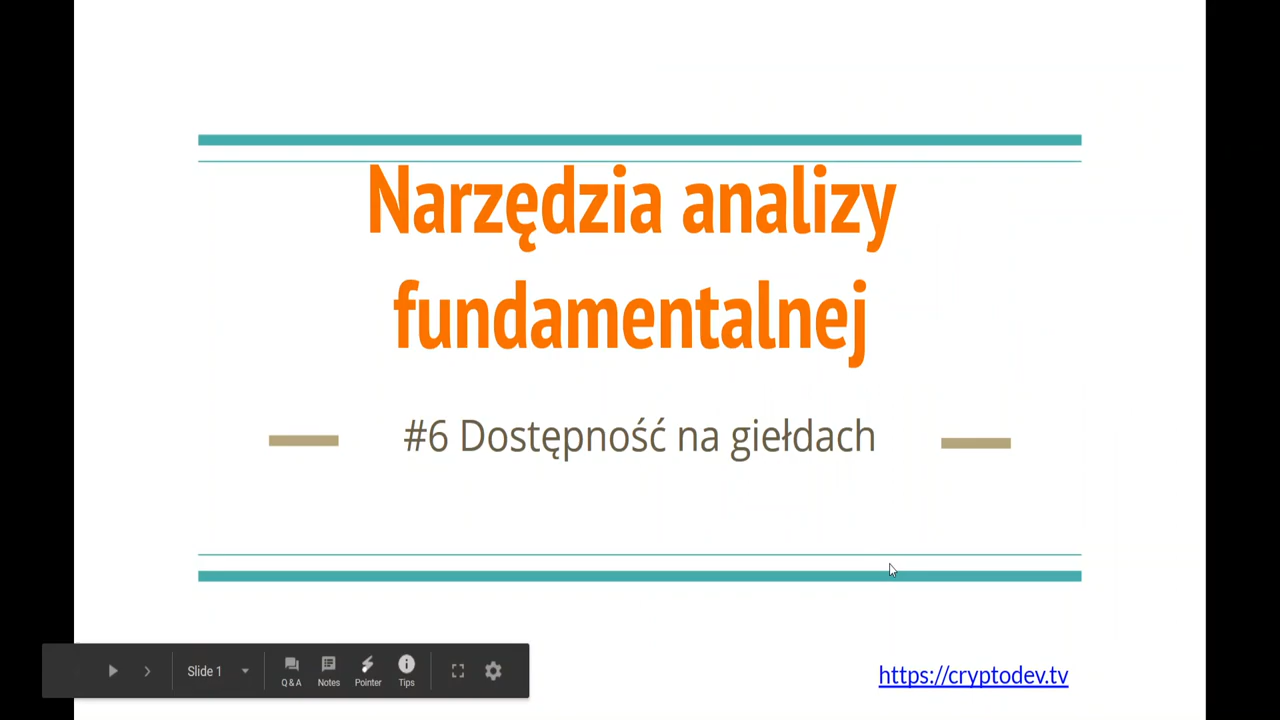 Narzędzia analizy
fundamentalnej
#6 Dostępność na giełdach
Slide 1
Q & A
Notes
Pointer
Tips
https://cryptodev.tv